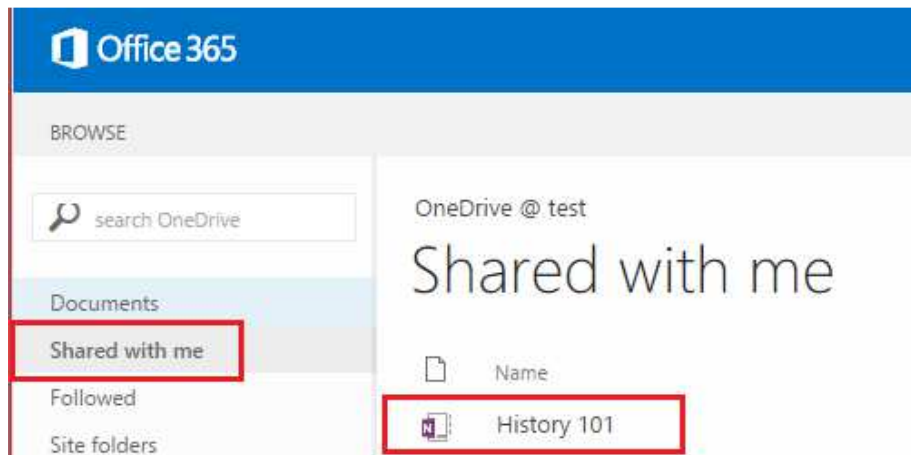 Office 365
BROWSE
search OneDrive
Documents
Shared with me
Followed
Site folders
OneDrive @ test
Shared with me
Name
N
History 101